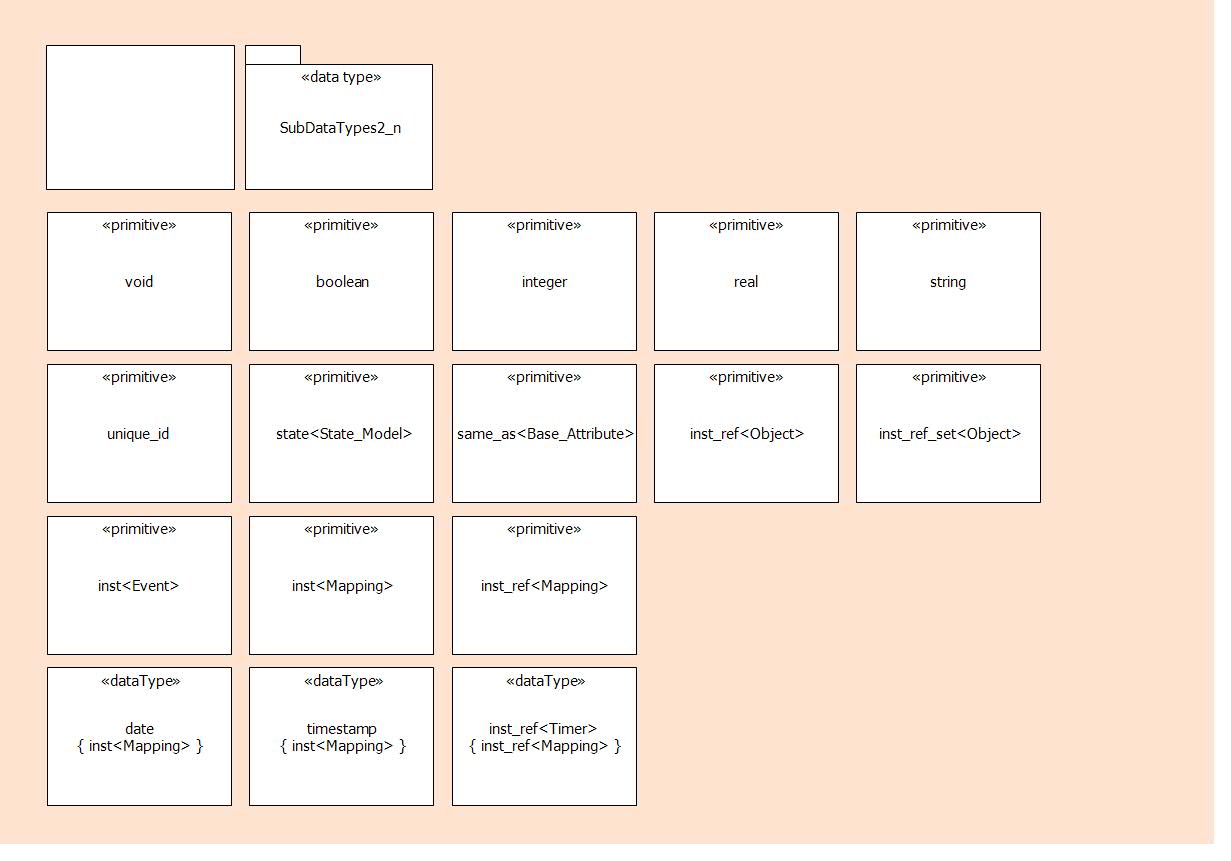 «data type»
SubDataTypes2_n
«primitive»
void
«primitive»
boolean
«primitive»
integer
«primitive»
real
«primitive»
string
«primitive»
unique_id
«primitive»
state<State_Model>
«primitive»
same_as<Base_Attribute>
«primitive»
inst_ref<Object>
«primitive»
inst_ref_set<Object>
«primitive»
inst<Event>
«primitive»
inst<Mapping>
«primitive»
inst_ref<Mapping>
«dataType»
date
{ inst<Mapping> }
«dataType»
timestamp
{ inst<Mapping> }
«dataType»
inst_ref<Timer>
{ inst_ref<Mapping> }